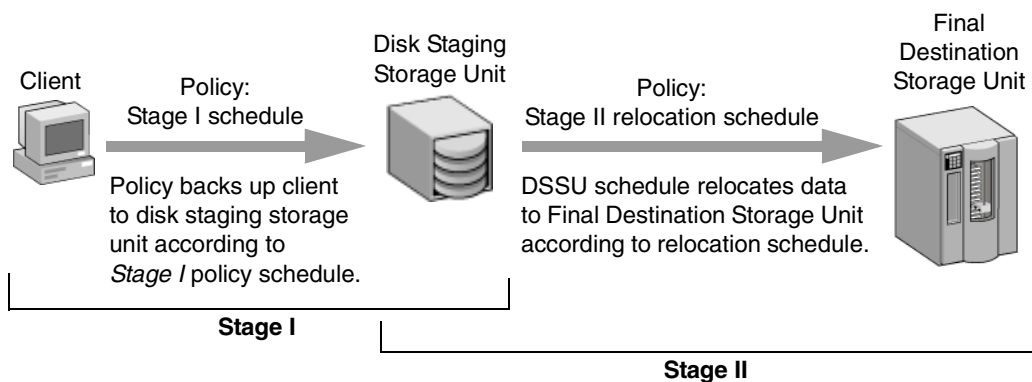 Client
Policy:
Stage I schedule
Policy backs up client
to disk staging storage
unit according to
Stage I policy schedule.
Disk Staging
Storage Unit
Policy:
Stage II relocation schedule
DSSU schedule relocates data
to Final Destination Storage Unit
according to relocation schedule.
Final
Destination
Storage Unit
Stage I
Stage II